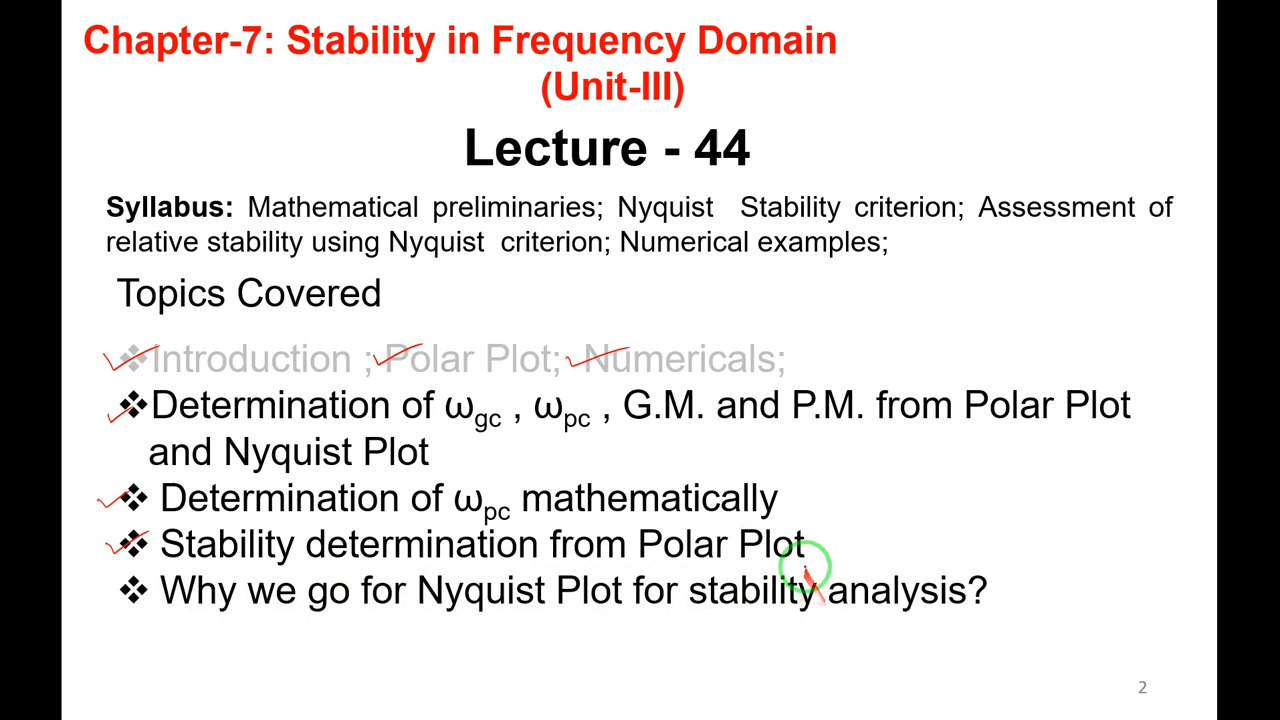 Chapter-7: Stability in Frequency Domain
(Unit-III)
Lecture - 44
Syllabus: Mathematical preliminaries; Nyquist Stability criterion; Assessment of
relative stability using Nyquist criterion; Numerical examples;
Topics Covered
❖Introduction ; Polar Plot; Numericals;
❖Determination of ωgc , ωpc , G.M. and P.M. from Polar Plot
and Nyquist Plot
❖ Determination of ωpc mathematically
❖ Stability determination from Polar Plot
❖ Why we go for Nyquist Plot for stability analysis?
2